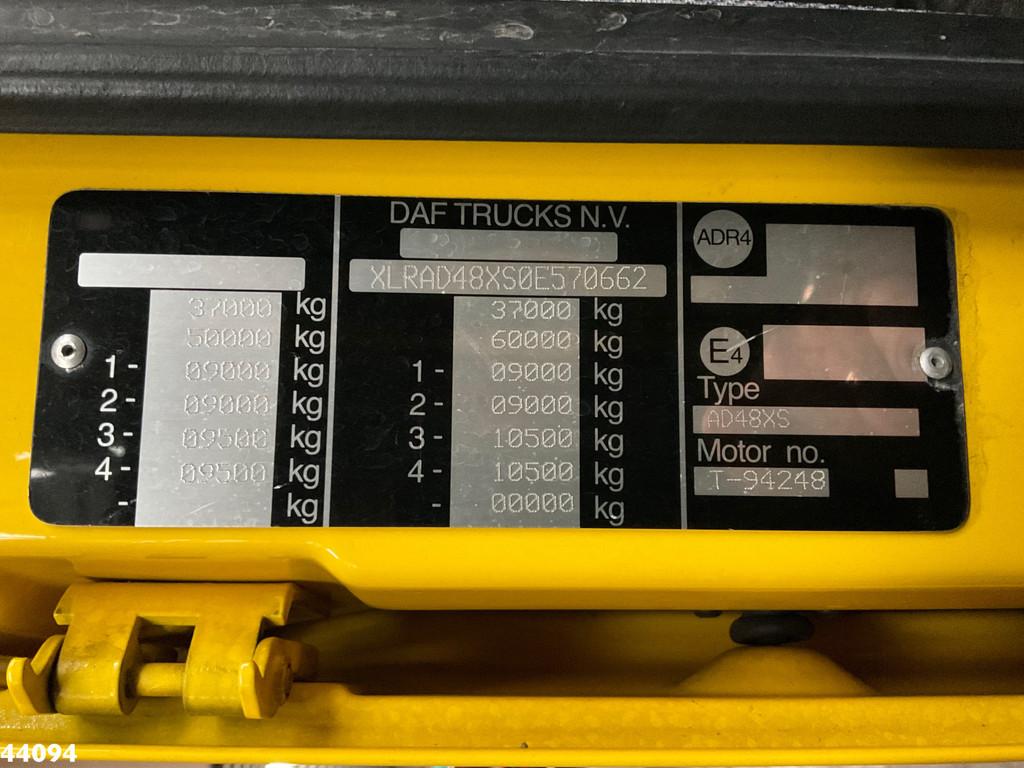 37000 kg
50000 kg
1- 09000 kg
2- 09000 kg
3- 09500 kg
4- 09500 kg
- kg
DAF TRUCKS N.V.
XLRAD48XS0E570662
37000 kg
60000 kg
1- 09000 kg
2- 09000 kg
3- 10500 kg
4- 10500 kg
- 00000 kg
ADR4
E4
Type
AD48XS
Motor no.
T-94248
44094